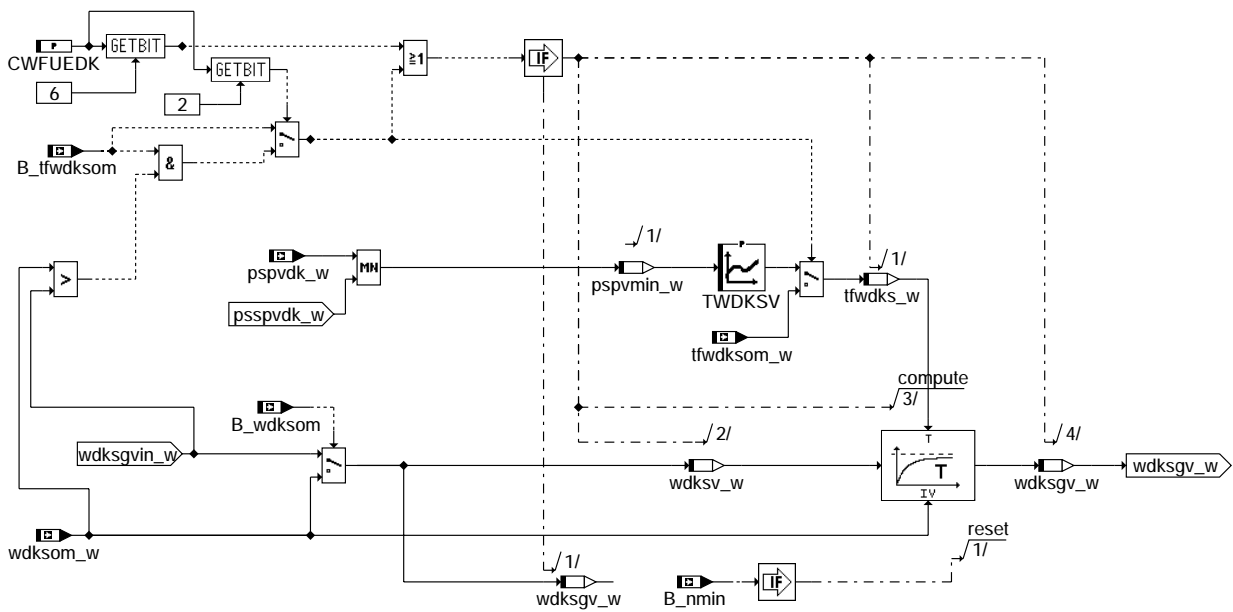 P
CWFUEDK
GETBIT
≥1
IF
GETBIT
6
2
B_tfwdksom
&
1/
P
1/
>
pspvdk_w
MN
pspvmin_w
TWDKSV
tfwdks_w
psspvdk_w
tfwdksom_w
compute
3/
B_wdksom
2/
T
4/
wdksgvin_w
T
wdksgv_w
wdksv_w
IV
wdksgv_w
wdksom_w
reset
1/
1/
IF
wdksgv_w
B_nmin